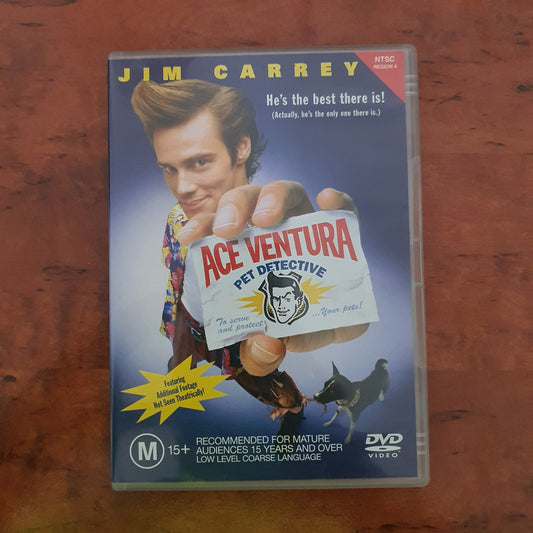 NTSC
REGION 4
JIM CARREY
He's the best there is!
(Actually, he's the only one there is.)
ACE VENTURA
PET DETECTIVE
To serve
and protect
...Your pets!
Featuring
Additional Footage
Not Seen Theatrically!
M 15+
RECOMMENDED FOR MATURE
AUDIENCES 15 YEARS AND OVER
LOW LEVEL COARSE LANGUAGE
DVD
VIDEO